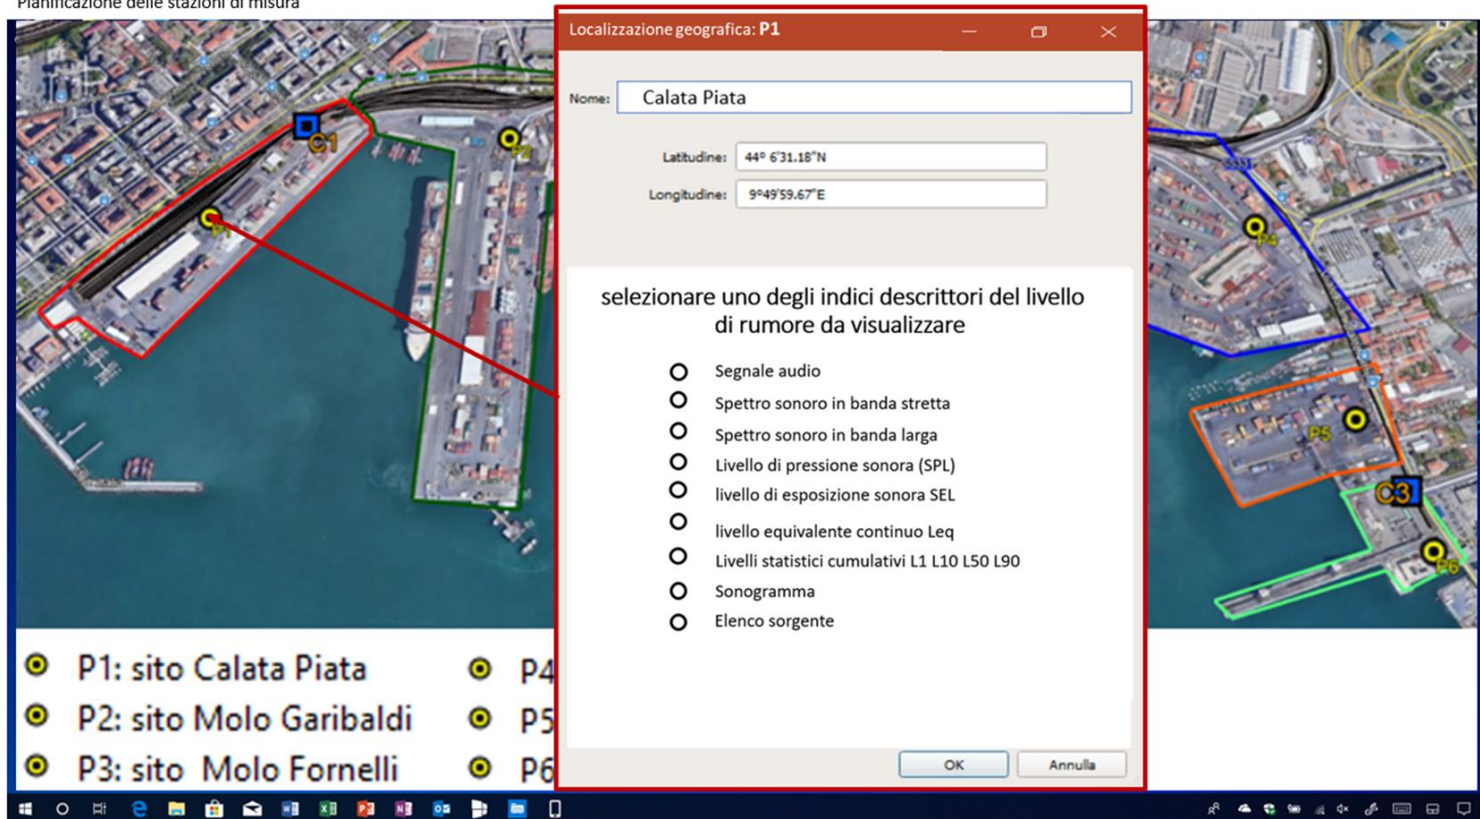 Pianificazione delle stazioni di misura
Localizzazione geografica: P1
Nome: Calata Piata
Latitudine: 44º 6'31.18"N
Longitudine: 9º49'59.67"E
selezionare uno degli indici descrittori del livello
di rumore da visualizzare
Segnale audio
Spettro sonoro in banda stretta
Spettro sonoro in banda larga
Livello di pressione sonora (SPL)
livello di esposizione sonora SEL
livello equivalente continuo Leq
Livelli statistici cumulativi L1 L10 L50 L90
Sonogramma
Elenco sorgente
OK Annulla
C1
P1
P2
P4
P5
C3
P6
P1: sito Calata Piata
P2: sito Molo Garibaldi
P3: sito Molo Fornelli
P4
P5
P6